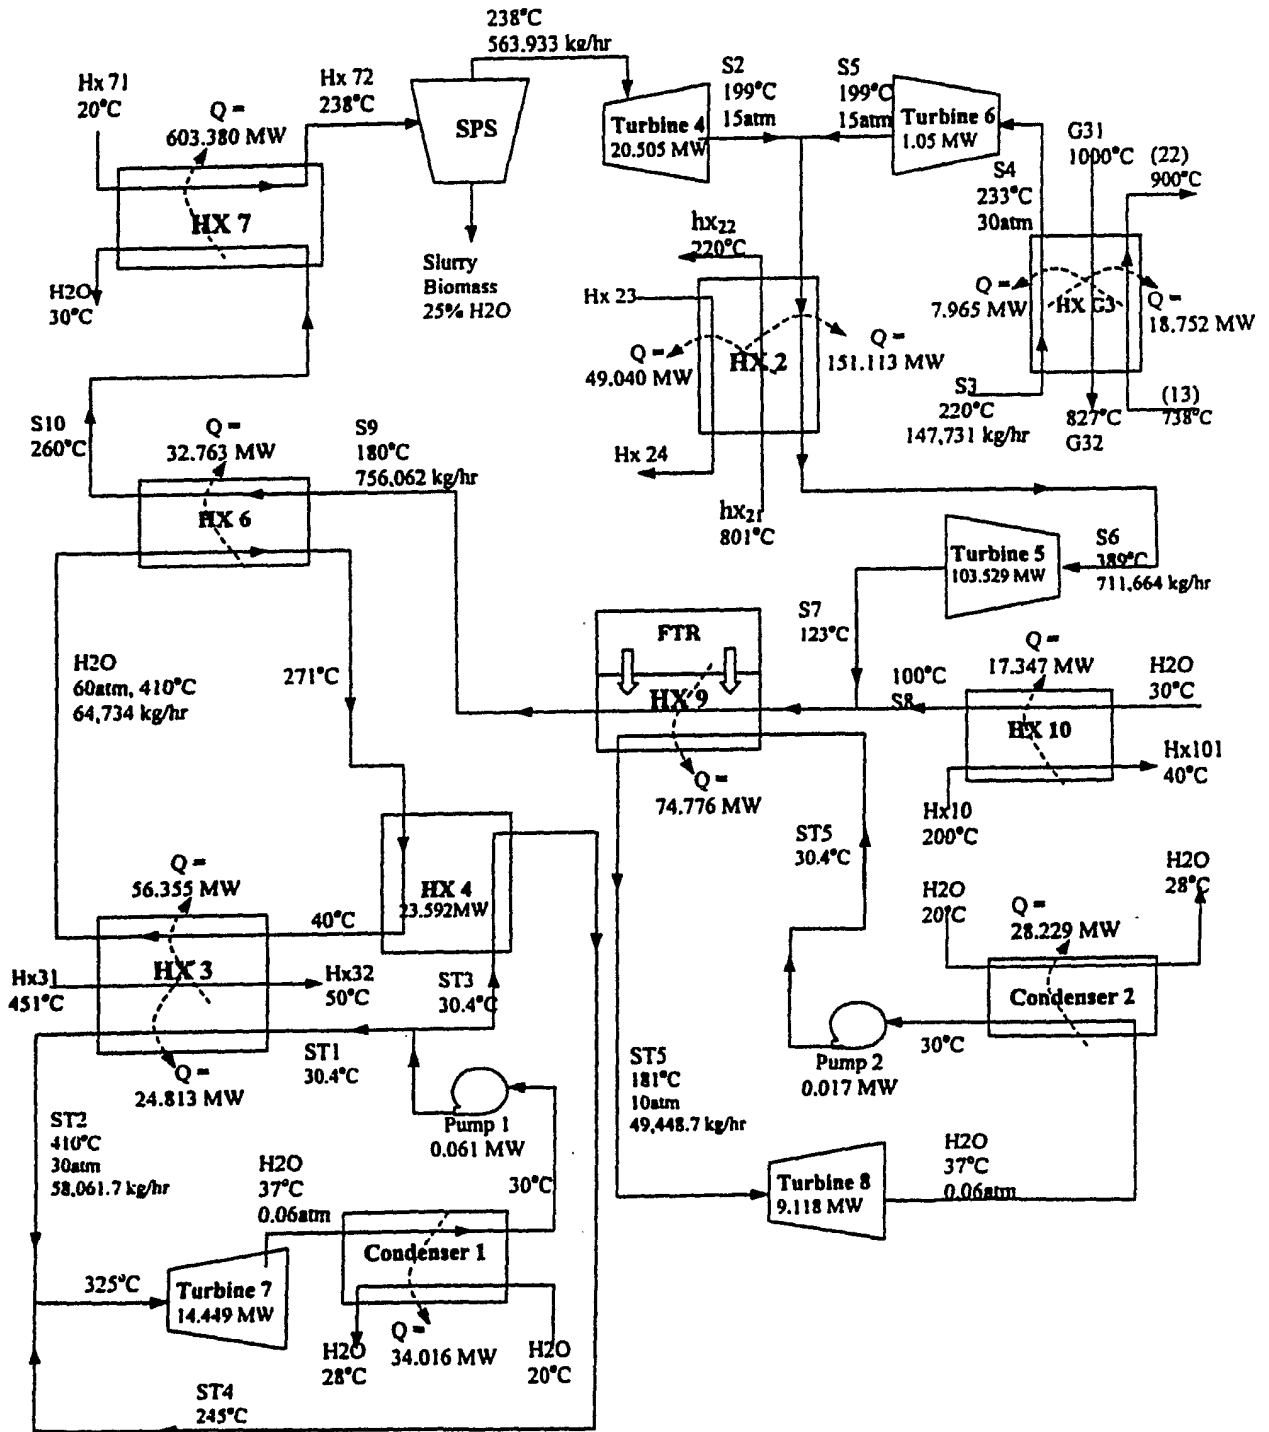 238°C
563.933 kg/hr
Hx 71
20°C
Q =
603.380 MW
Hx 72
238°C
SPS
HX 7
H2O
30°C
Slurry
Biomass
25% H2O
Turbine 4
20.505 MW
S2
199°C
15atm
S5
199°C
15atm
Turbine 6
1.05 MW
G31
1000°C
(22)
900°C
S4
233°C
30atm
hx22
220°C
Hx 23
Q =
49.040 MW
HX 2
Q =
151.113 MW
Hx 24
hx21
801°C
Q =
7.965 MW
HX G3
Q =
18.752 MW
S3
220°C
147,731 kg/hr
827°C
G32
(13)
738°C
S10
260°C
Q =
32.763 MW
S9
180°C
756,062 kg/hr
HX 6
Turbine 5
103.529 MW
S6
389°C
711,664 kg/hr
S7
123°C
FTR
HX 9
Q =
74.776 MW
100°C
S8
Q =
17.347 MW
H2O
30°C
HX 10
Hx101
40°C
Hx10
200°C
H2O
60atm, 410°C
64,734 kg/hr
271°C
HX 4
23.592MW
Q =
56.355 MW
40°C
HX 3
Hx31
451°C
Hx32
50°C
ST3
30.4°C
ST1
30.4°C
Q =
24.813 MW
ST5
30.4°C
H2O
20°C
H2O
28°C
Q =
28.229 MW
Condenser 2
30°C
Pump 2
0.017 MW
ST5
181°C
10atm
49,448.7 kg/hr
Pump 1
0.061 MW
ST2
410°C
30atm
58,061.7 kg/hr
H2O
37°C
0.06atm
30°C
Turbine 8
9.118 MW
H2O
37°C
0.06atm
325°C
Turbine 7
14.449 MW
Condenser 1
Q =
34.016 MW
H2O
28°C
H2O
20°C
ST4
245°C